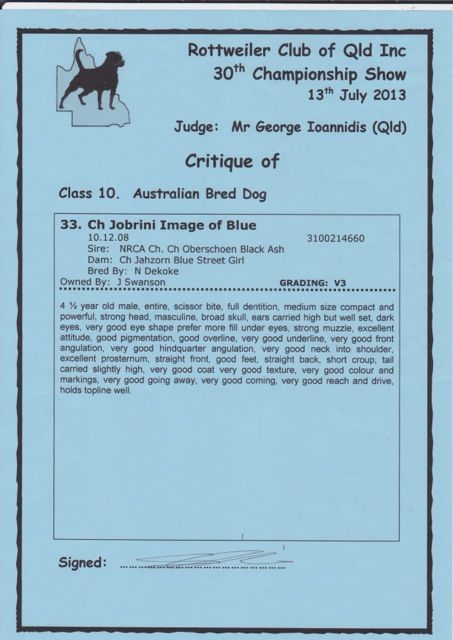 Rottweiler Club of Qld Inc
30th Championship Show
13th July 2013
Judge: Mr George Ioannidis (Qld)
Critique of
Class 10. Australian Bred Dog
33. Ch Jobrini Image of Blue
10.12.08 3100214660
Sire: NRCA Ch. Ch Oberschoen Black Ash
Dam: Ch Jahzorn Blue Street Girl
Bred By: N Dekoke
Owned By: J Swanson GRADING: V3
4 ½ year old male, entire, scissor bite, full dentition, medium size compact and
powerful, strong head, masculine, broad skull, ears carried high but well set, dark
eyes, very good eye shape prefer more fill under eyes, strong muzzle, excellent
attitude, good pigmentation, good overline, very good underline, very good front
angulation, very good hindquarter angulation, very good neck into shoulder,
excellent prosternum, straight front, good feet, straight back, short croup, tail
carried slightly high, very good coat very good texture, very good colour and
markings, very good going away, very good coming, very good reach and drive,
holds topline well.
Signed: